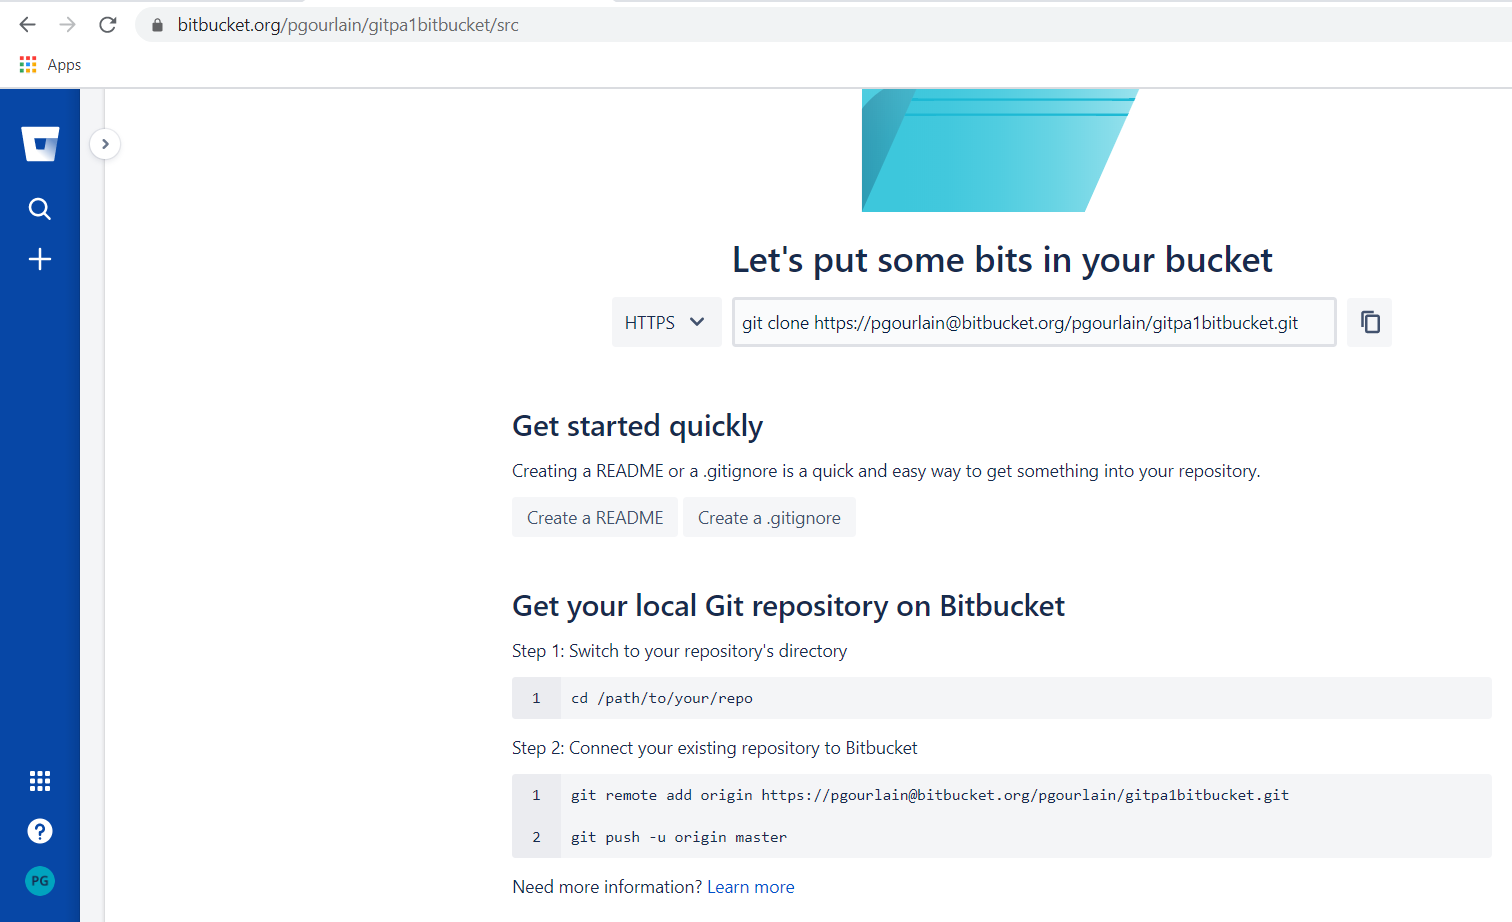 bitbucket.org/pgourlain/gitpa1bitbucket/src
Apps
Let's put some bits in your bucket
HTTPS git clone https://pgourlain@bitbucket.org/pgourlain/gitpa1bitbucket.git
Get started quickly
Creating a README or a .gitignore is a quick and easy way to get something into your repository.
Create a README Create a .gitignore
Get your local Git repository on Bitbucket
Step 1: Switch to your repository's directory
1 cd /path/to/your/repo
Step 2: Connect your existing repository to Bitbucket
1 git remote add origin https://pgourlain@bitbucket.org/pgourlain/gitpa1bitbucket.git
2 git push -u origin master
PG
Need more information? Learn more